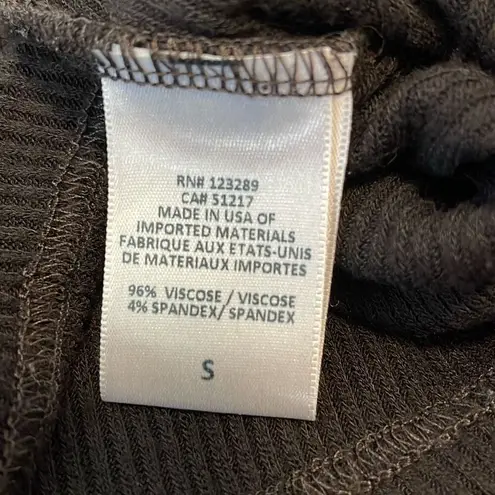 RN# 123289
CA# 51217
MADE IN USA OF
IMPORTED MATERIALS
FABRIQUE AUX ETATS-UNIS
DE MATERIAUX IMPORTES
96% VISCOSE / VISCOSE
4% SPANDEX/ SPANDEX
S